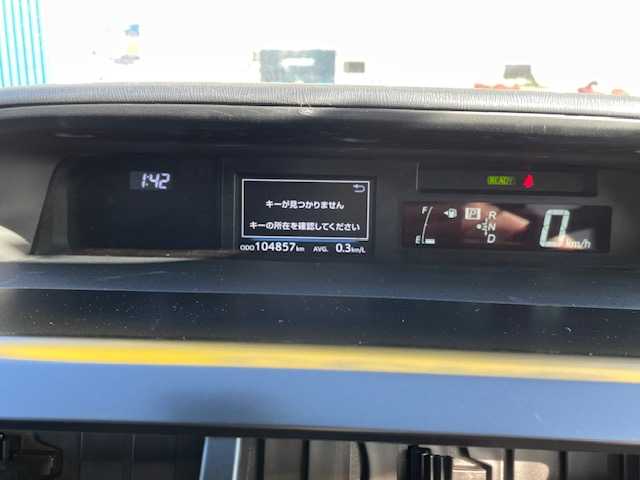 1:42
キーが見つかりません
キーの所在を確認してください
ODO 104857 km AVG. 0.3 km/L
READY
F P R
N
E D
0 km/h